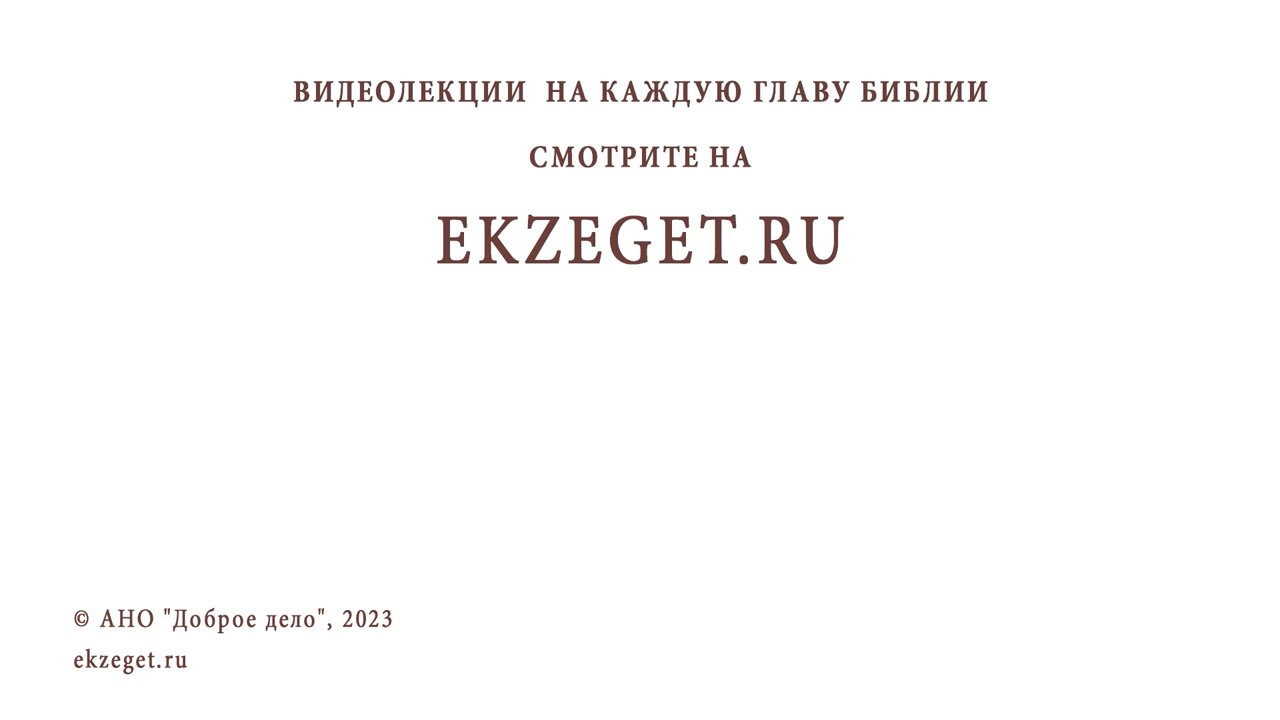 ВИДЕОЛЕКЦИИ НА КАЖДУЮ ГЛАВУ БИБЛИИ
СМОТРИТЕ НА
EKZEGET.RU
© АНО "Доброе дело", 2023
ekzeget.ru